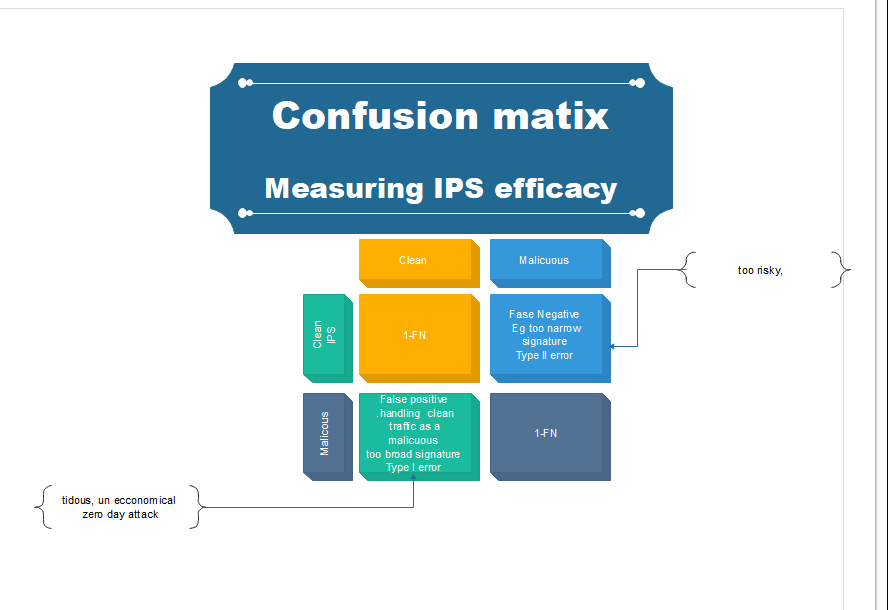 Confusion matix
Measuring IPS efficacy
Clean
Malicuous
too risky,
Clean
IPS
1-FN
Fase Negative
Eg too narrow
signature
Type II error
Malicous
False positive
.handling clean
traffic as a
malicuous
too broad signature
Type I error
1-FN
tidous, un ecconomical
zero day attack